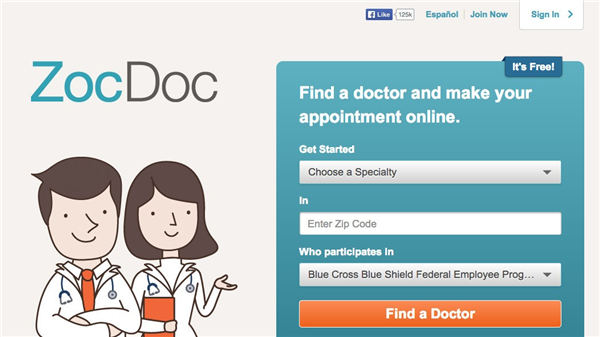 Like 125k Español Join Now Sign In
It's Free!
ZocDoc
Find a doctor and make your
appointment online.
Get Started
Choose a Specialty
In
Enter Zip Code
Who participates in
Blue Cross Blue Shield Federal Employee Prog...
Find a Doctor